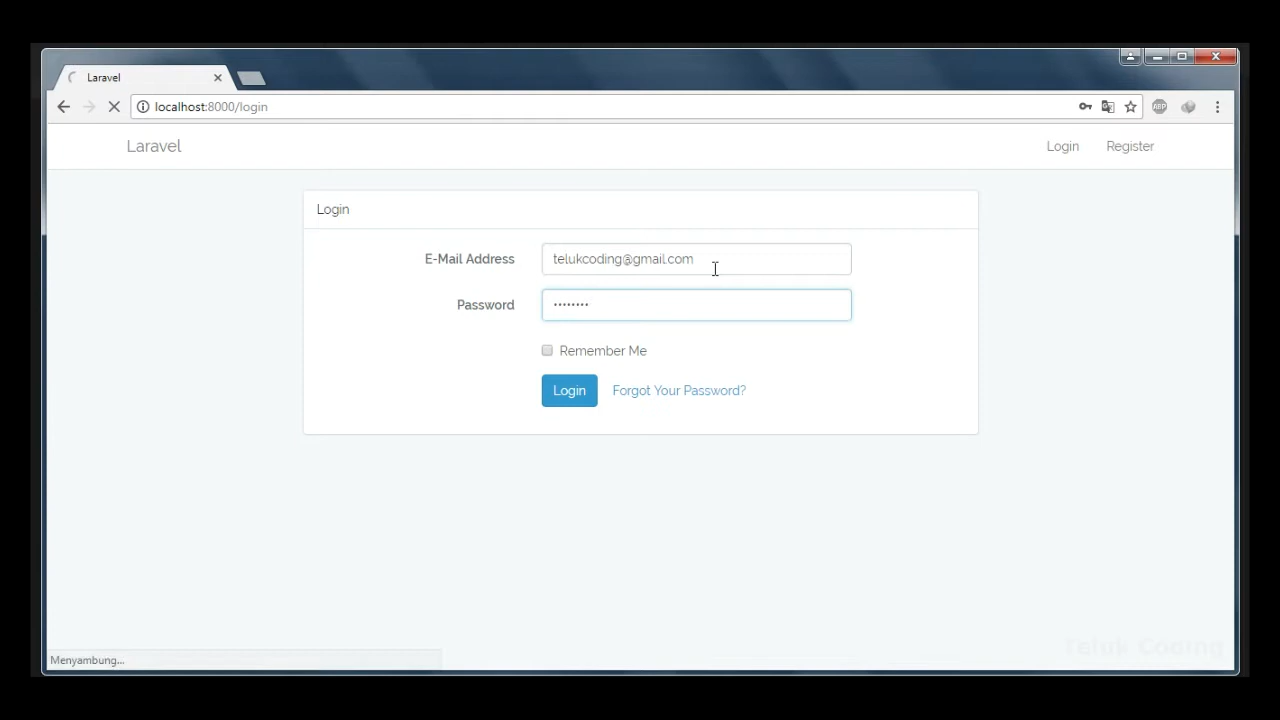 Laravel
localhost:8000/login
Laravel
Login
Register
Login
E-Mail Address
telukcoding@gmail.com
Password
••••••••
Remember Me
Login
Forgot Your Password?
Teluk Coding
Menyambung...